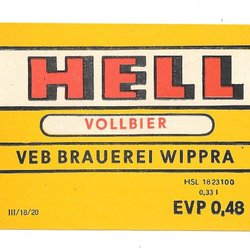 HELL
VOLLBIER
VEB BRAUEREI WIPPRA
HSL 1823100
0,33 l
III/18/20
EVP 0,48